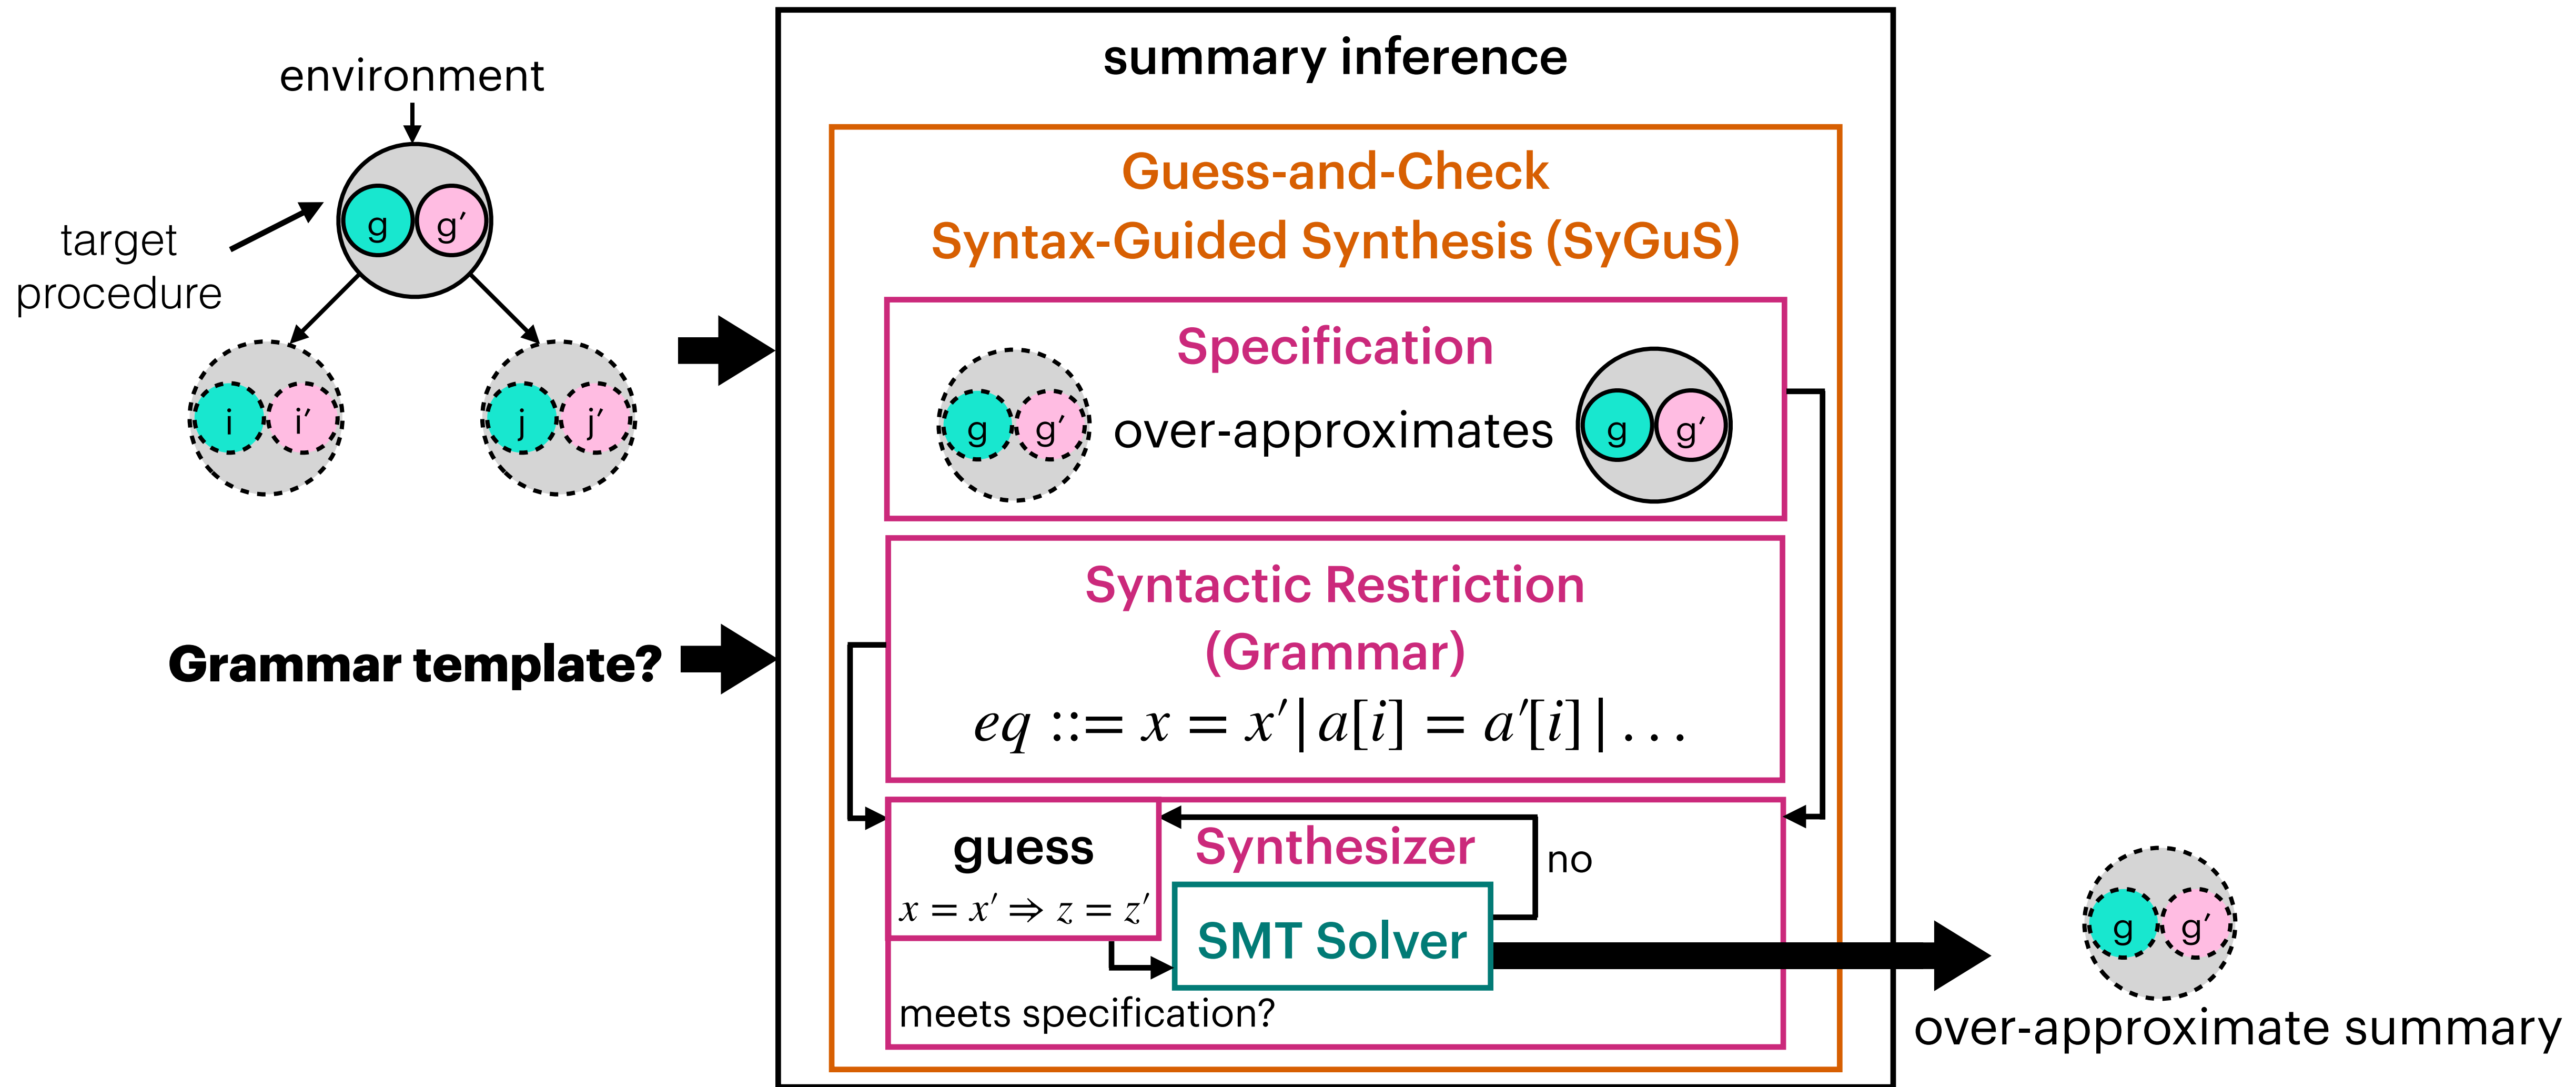 environment
target
procedure
g g′
i i′
j j′
Grammar template?
summary inference
Guess-and-Check
Syntax-Guided Synthesis (SyGuS)
Specification
g g′ over-approximates g g′
Syntactic Restriction
(Grammar)
eq ::= x = x′ | a[i] = a′[i] | . . .
guess
x = x′ ⇒ z = z′
Synthesizer
no
SMT Solver
meets specification?
g g′
over-approximate summary